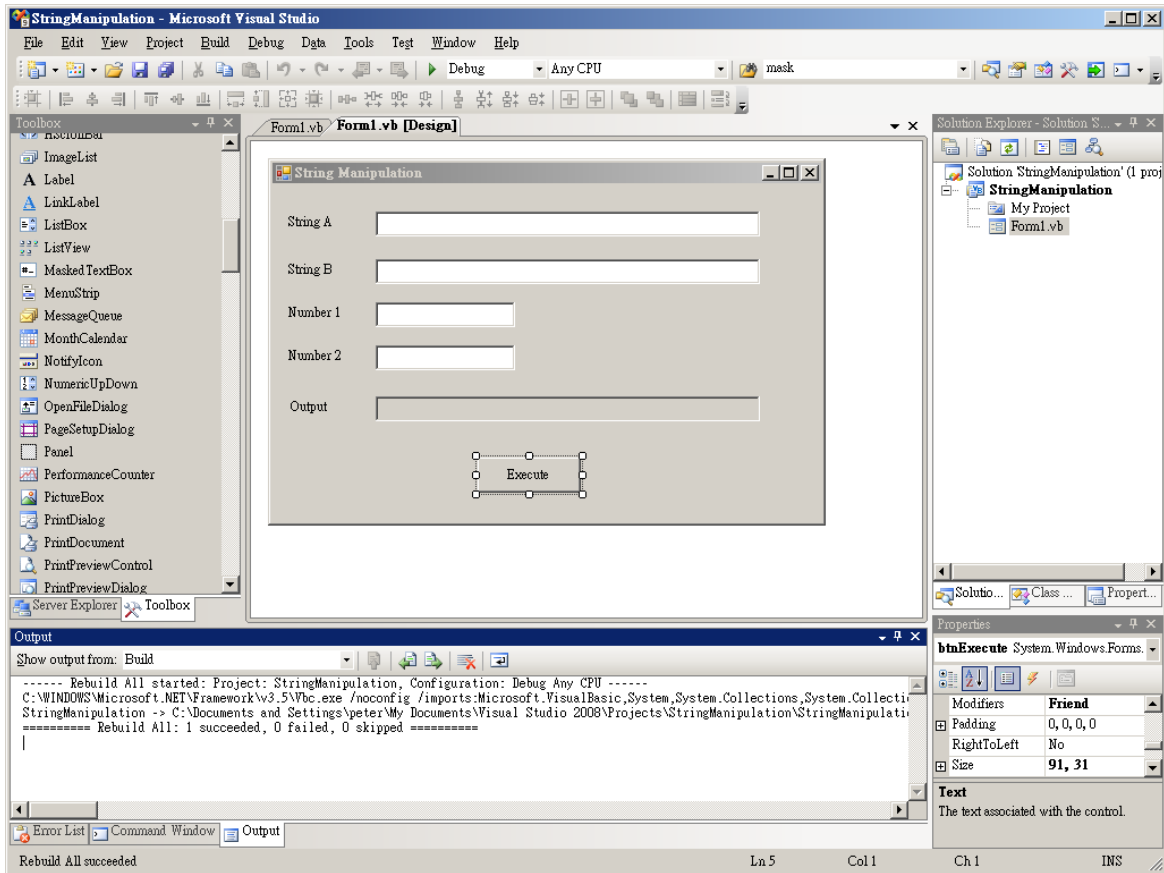 StringManipulation - Microsoft Visual Studio
File Edit View Project Build Debug Data Tools Test Window Help
Debug Any CPU mask
Toolbox
ImageList
Label
LinkLabel
ListBox
ListView
MaskedTextBox
MenuStrip
MessageQueue
MonthCalendar
NotifyIcon
NumericUpDown
OpenFileDialog
PageSetupDialog
Panel
PerformanceCounter
PictureBox
PrintDialog
PrintDocument
PrintPreviewControl
PrintPreviewDialog
Server Explorer Toolbox
Form1.vb Form1.vb [Design]
String Manipulation
String A
String B
Number 1
Number 2
Output
Execute
Solution Explorer - Solution 'S...
Solution 'StringManipulation' (1 proj
StringManipulation
My Project
Form1.vb
Solutio... Class ... Propert...
Output
Show output from: Build
------ Rebuild All started: Project: StringManipulation, Configuration: Debug Any CPU ------
C:\WINDOWS\Microsoft.NET\Framework\v3.5\Vbc.exe /noconfig /imports:Microsoft.VisualBasic,System,System.Collections,System.Collecti
StringManipulation -> C:\Documents and Settings\peter\My Documents\Visual Studio 2008\Projects\StringManipulation\StringManipulati
========== Rebuild All: 1 succeeded, 0 failed, 0 skipped ==========
Error List Command Window Output
Properties
btnExecute System.Windows.Forms.
Modifiers Friend
Padding 0, 0, 0, 0
RightToLeft No
Size 91, 31
Text
The text associated with the control.
Rebuild All succeeded Ln 5 Col 1 Ch 1 INS